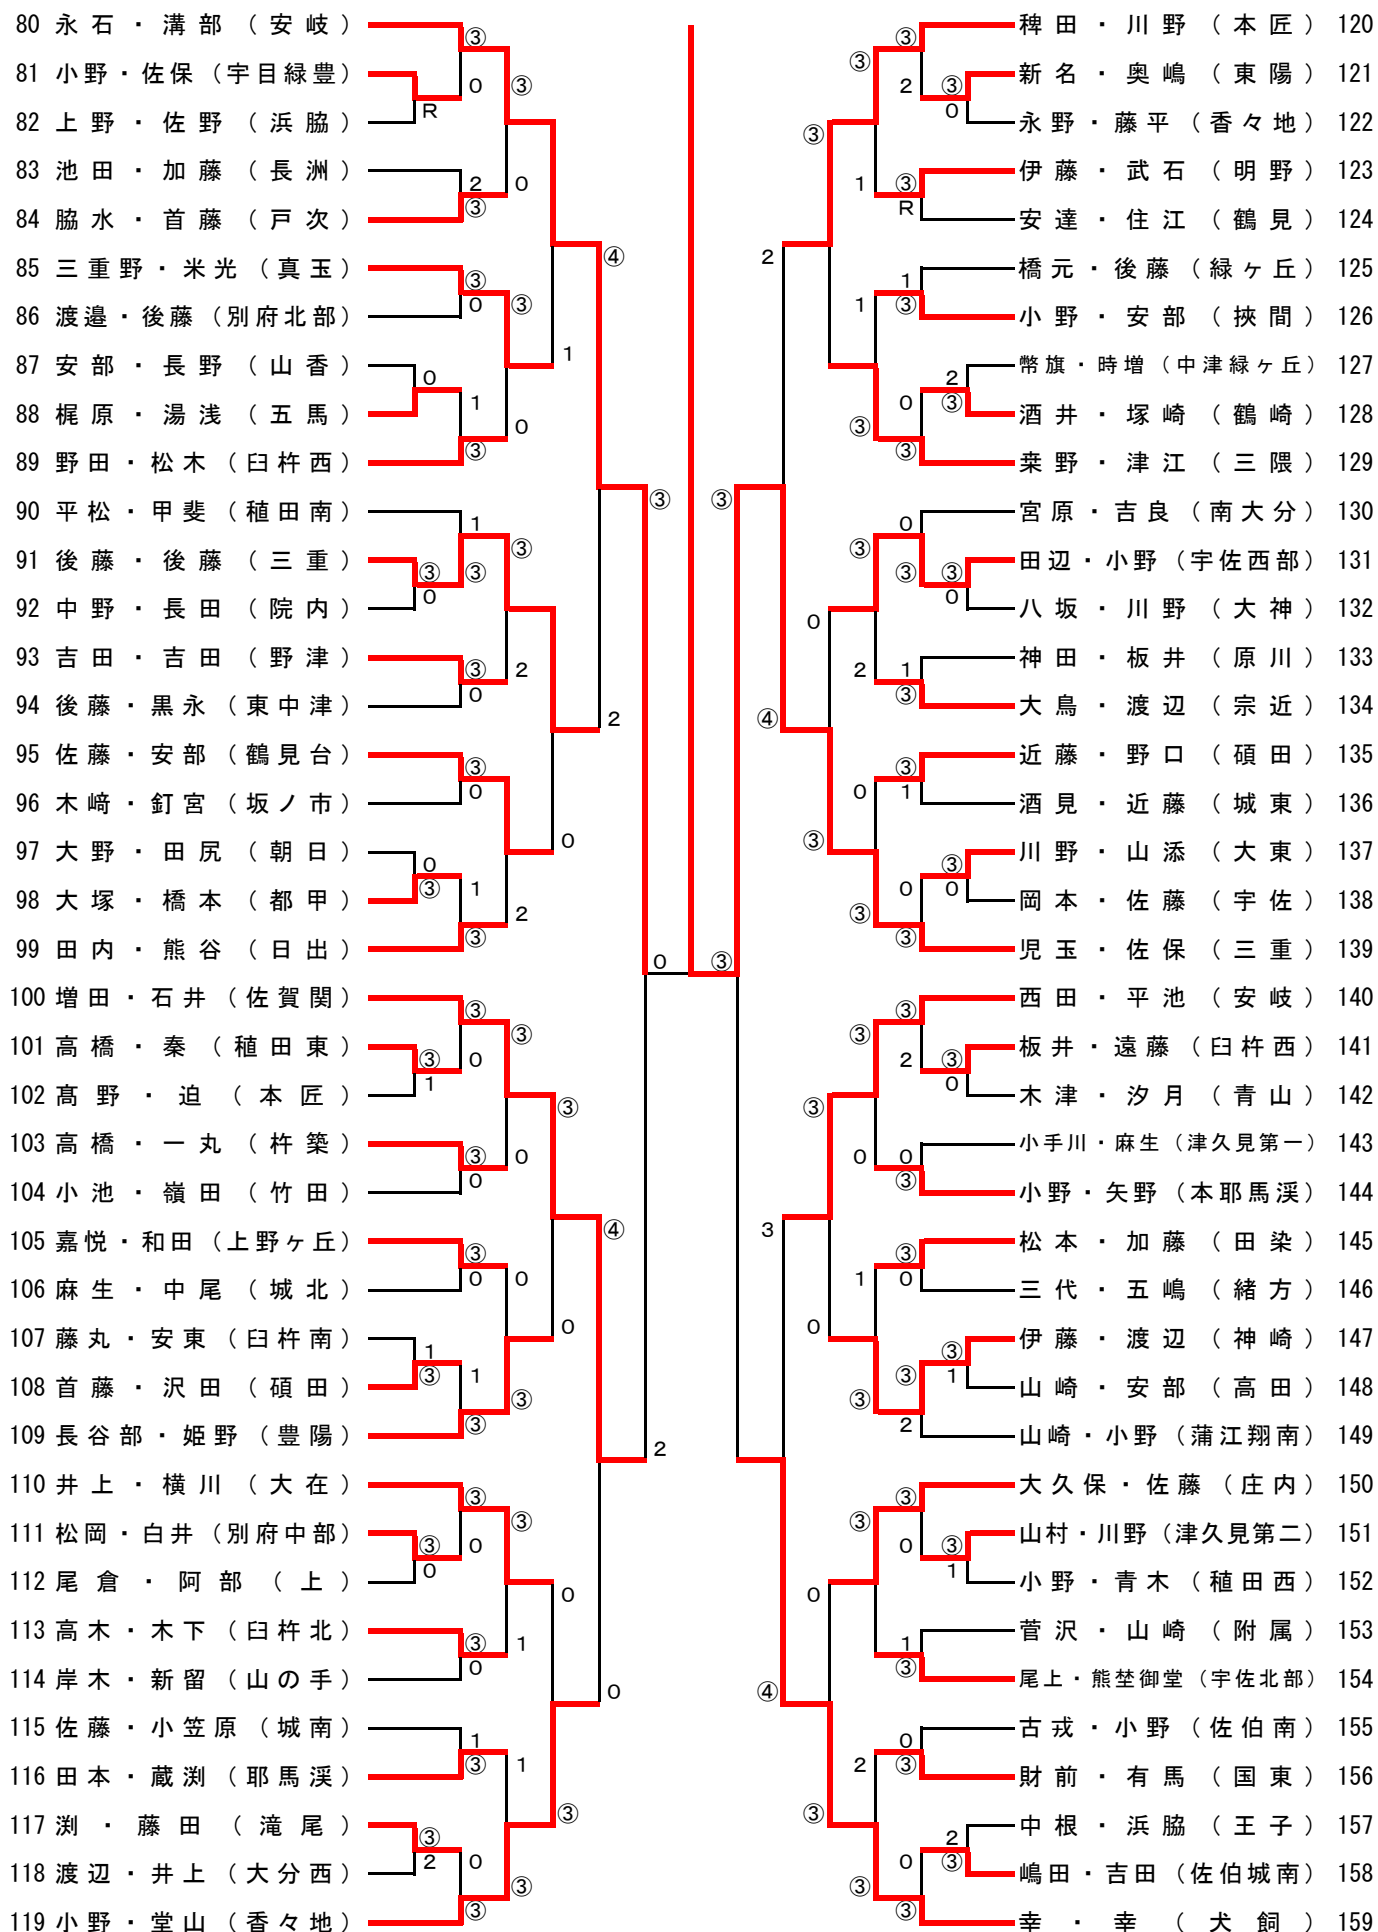 80 永石・溝部（安岐）
81 小野・佐保（宇目緑豊）
82 上野・佐野（浜脇）
83 池田・加藤（長洲）
84 脇水・首藤（戸次）
85 三重野・米光（真玉）
86 渡邉・後藤（別府北部）
87 安部・長野（山香）
88 梶原・湯浅（五馬）
89 野田・松木（臼杵西）
90 平松・甲斐（稙田南）
91 後藤・後藤（三重）
92 中野・長田（院内）
93 吉田・吉田（野津）
94 後藤・黒永（東中津）
95 佐藤・安部（鶴見台）
96 木﨑・釘宮（坂ノ市）
97 大野・田尻（朝日）
98 大塚・橋本（都甲）
99 田内・熊谷（日出）
100 増田・石井（佐賀関）
101 高橋・秦（稙田東）
102 髙野・迫（本匠）
103 高橋・一丸（杵築）
104 小池・嶺田（竹田）
105 嘉悦・和田（上野ヶ丘）
106 麻生・中尾（城北）
107 藤丸・安東（臼杵南）
108 首藤・沢田（碩田）
109 長谷部・姫野（豊陽）
110 井上・横川（大在）
111 松岡・白井（別府中部）
112 尾倉・阿部（上）
113 高木・木下（臼杵北）
114 岸木・新留（山の手）
115 佐藤・小笠原（城南）
116 田本・蔵渕（耶馬溪）
117 渕・藤田（滝尾）
118 渡辺・井上（大分西）
119 小野・堂山（香々地）
稗田・川野（本匠） 120
新名・奥嶋（東陽） 121
永野・藤平（香々地） 122
伊藤・武石（明野） 123
安達・住江（鶴見） 124
橋元・後藤（緑ヶ丘） 125
小野・安部（挾間） 126
幣旗・時増（中津緑ヶ丘） 127
酒井・塚崎（鶴崎） 128
桒野・津江（三隈） 129
宮原・吉良（南大分） 130
田辺・小野（宇佐西部） 131
八坂・川野（大神） 132
神田・板井（原川） 133
大鳥・渡辺（宗近） 134
近藤・野口（碩田） 135
酒見・近藤（城東） 136
川野・山添（大東） 137
岡本・佐藤（宇佐） 138
児玉・佐保（三重） 139
西田・平池（安岐） 140
板井・遠藤（臼杵西） 141
木津・汐月（青山） 142
小手川・麻生（津久見第一） 143
小野・矢野（本耶馬溪） 144
松本・加藤（田染） 145
三代・五嶋（緒方） 146
伊藤・渡辺（神崎） 147
山崎・安部（高田） 148
山崎・小野（蒲江翔南） 149
大久保・佐藤（庄内） 150
山村・川野（津久見第二） 151
小野・青木（稙田西） 152
菅沢・山崎（附属） 153
尾上・熊埜御堂（宇佐北部） 154
古戎・小野（佐伯南） 155
財前・有馬（国東） 156
中根・浜脇（王子） 157
嶋田・吉田（佐伯城南） 158
幸・幸（犬飼） 159